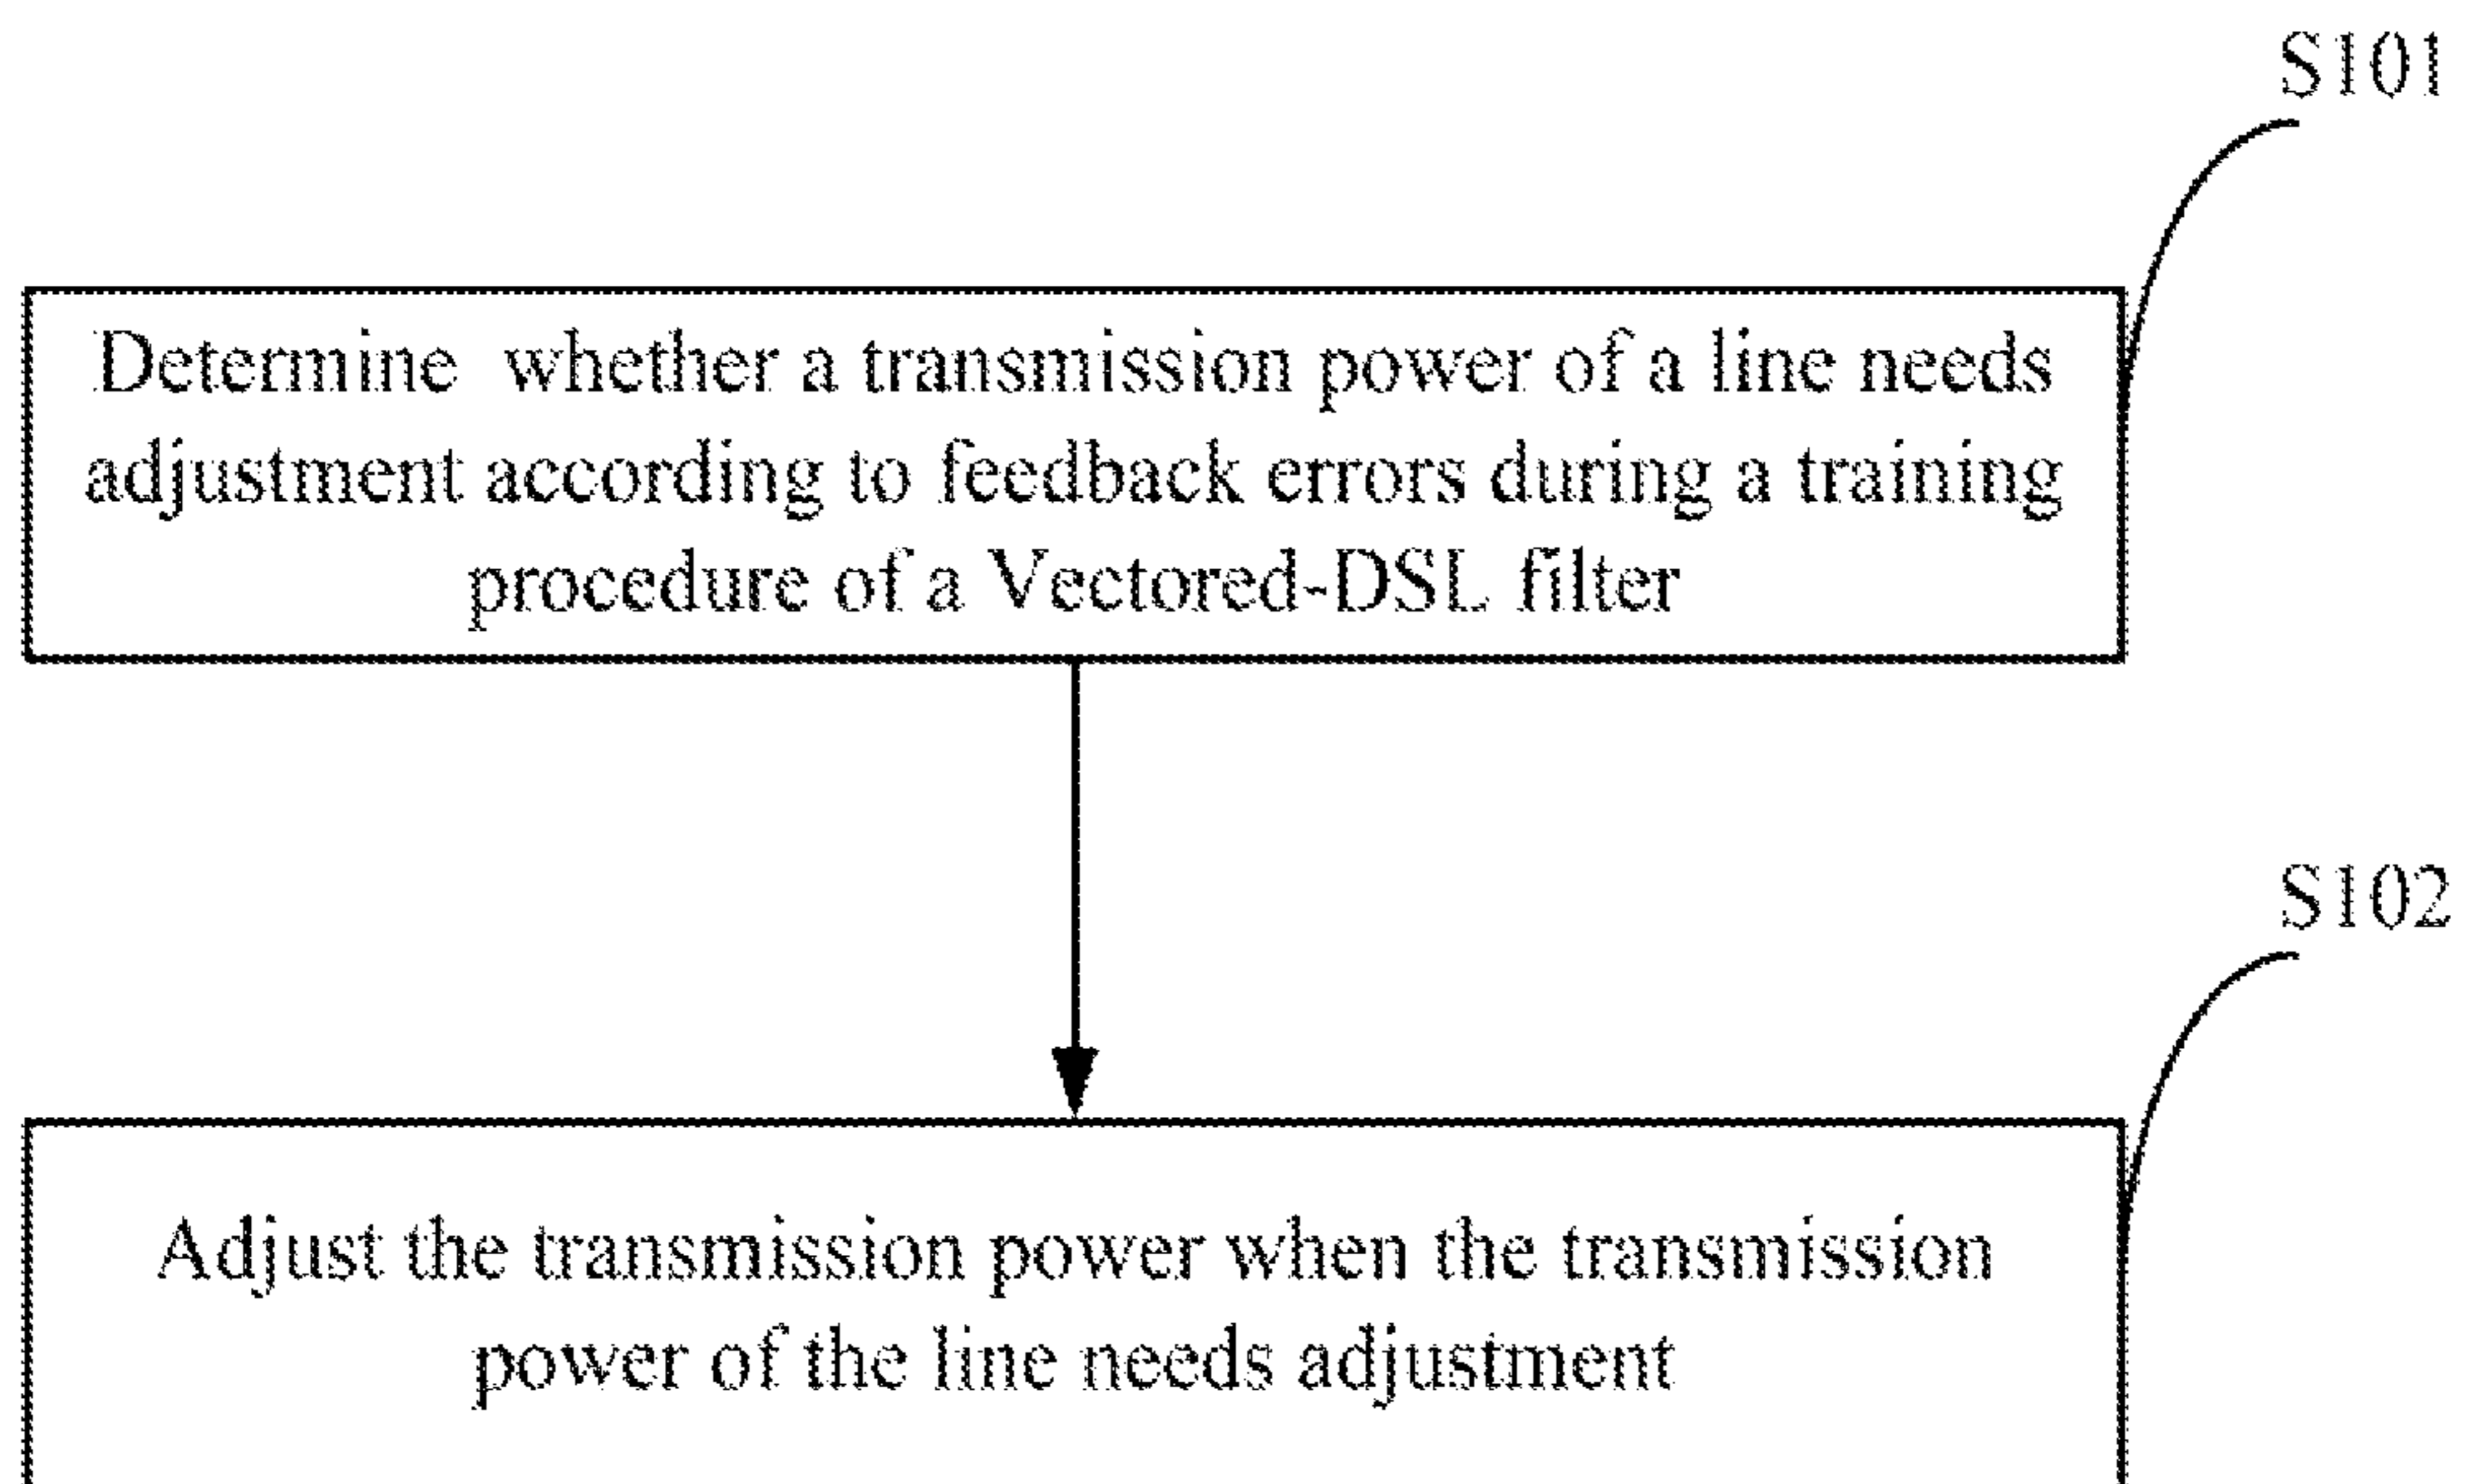 S101
Determine whether a transmission power of a line needs
adjustment according to feedback errors during a training
procedure of a Vectored-DSL filter
S102
Adjust the transmission power when the transmission
power of the line needs adjustment